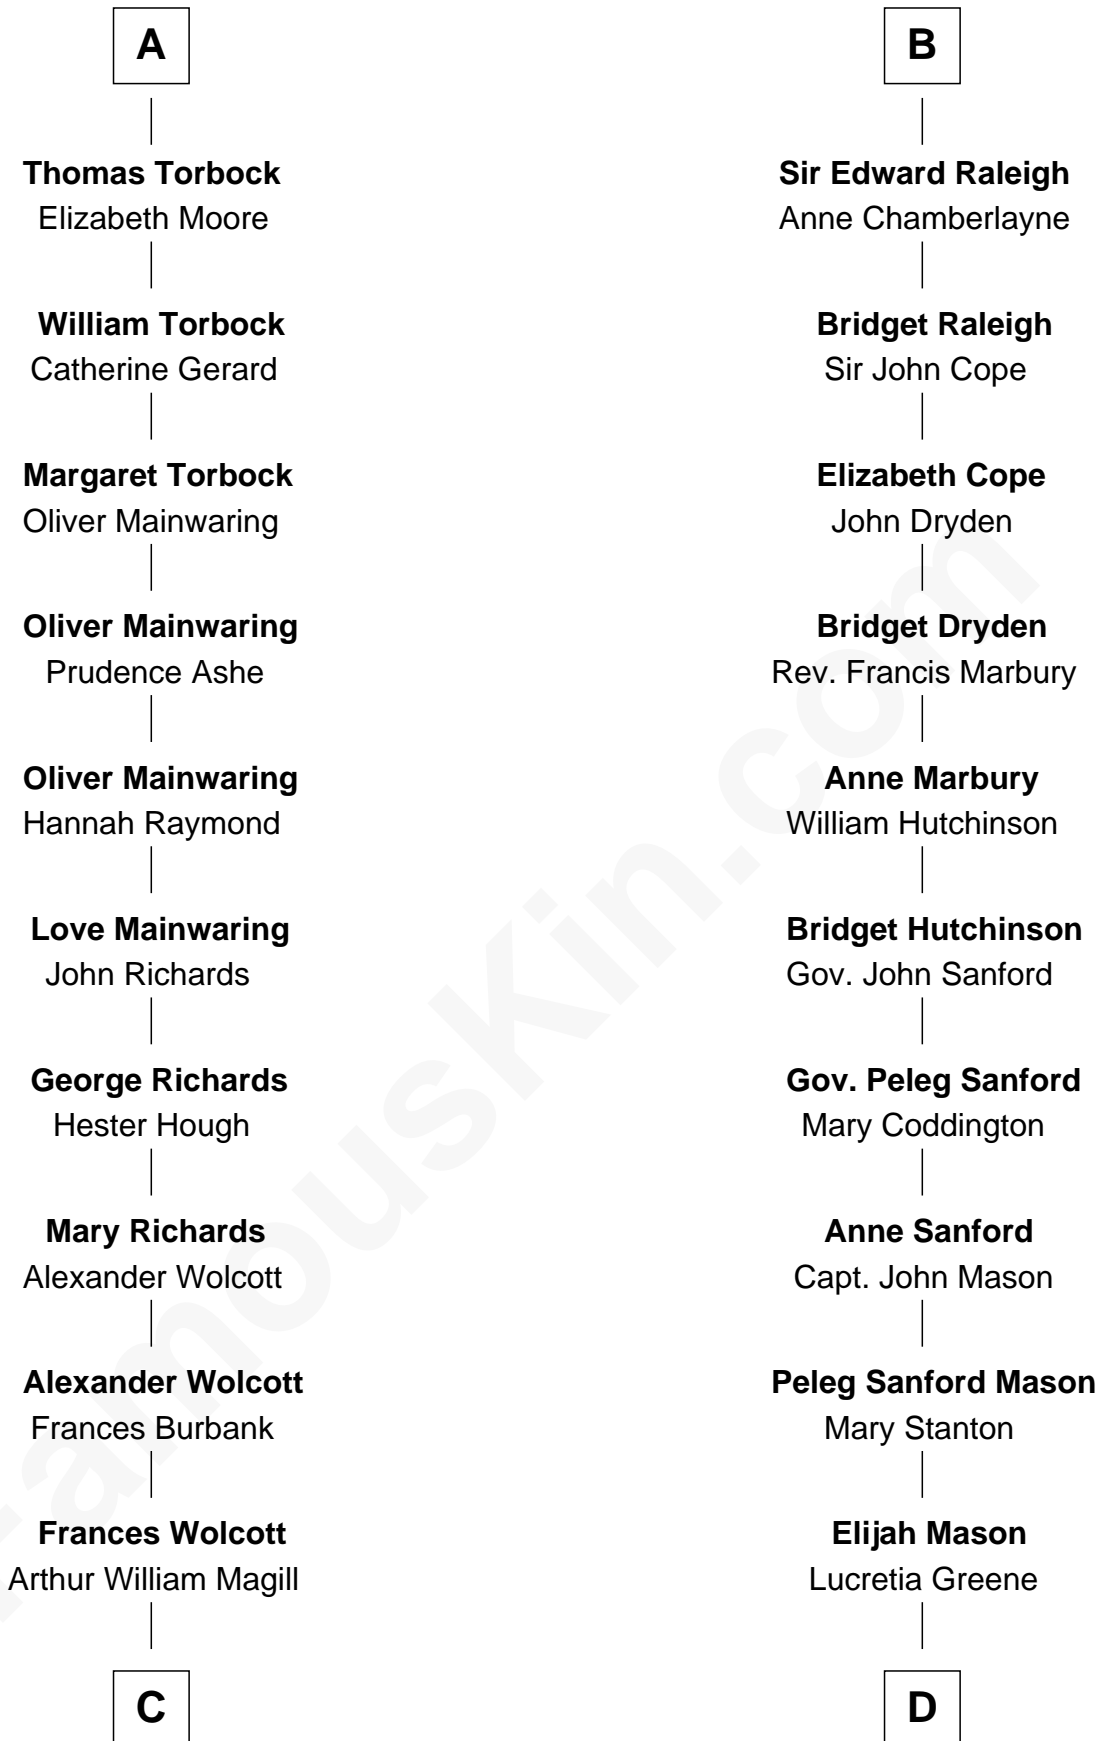 A
Thomas Torbock
Elizabeth Moore
William Torbock
Catherine Gerard
Margaret Torbock
Oliver Mainwaring
Oliver Mainwaring
Prudence Ashe
Oliver Mainwaring
Hannah Raymond
Love Mainwaring
John Richards
George Richards
Hester Hough
Mary Richards
Alexander Wolcott
Alexander Wolcott
Frances Burbank
Frances Wolcott
Arthur William Magill
C
B
Sir Edward Raleigh
Anne Chamberlayne
Bridget Raleigh
Sir John Cope
Elizabeth Cope
John Dryden
Bridget Dryden
Rev. Francis Marbury
Anne Marbury
William Hutchinson
Bridget Hutchinson
Gov. John Sanford
Gov. Peleg Sanford
Mary Coddington
Anne Sanford
Capt. John Mason
Peleg Sanford Mason
Mary Stanton
Elijah Mason
Lucretia Greene
D
FamousKin.com